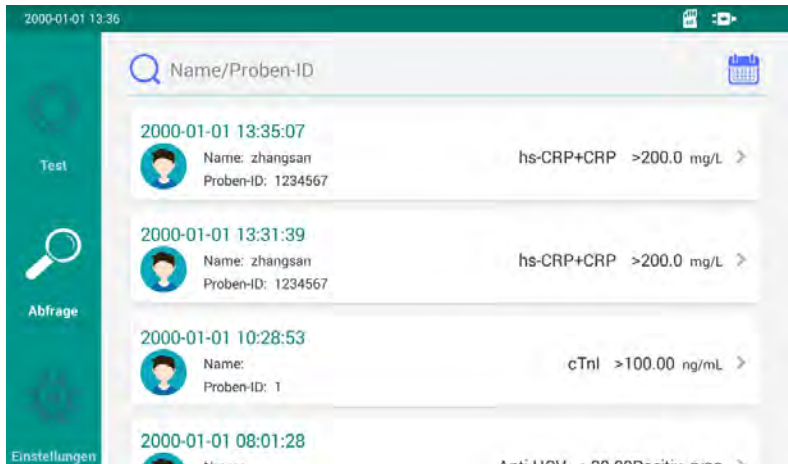 2000-01-01 13:36
Name/Proben-ID
2000-01-01 13:35:07
Name: zhangsan
hs-CRP+CRP >200.0 mg/L >
Proben-ID: 1234567
Test
2000-01-01 13:31:39
Name: zhangsan
hs-CRP+CRP >200.0 mg/L >
Proben-ID: 1234567
Abfrage
2000-01-01 10:28:53
Name:
cTnI >100.00 ng/mL >
Proben-ID: 1
2000-01-01 08:01:28
Einstellungen